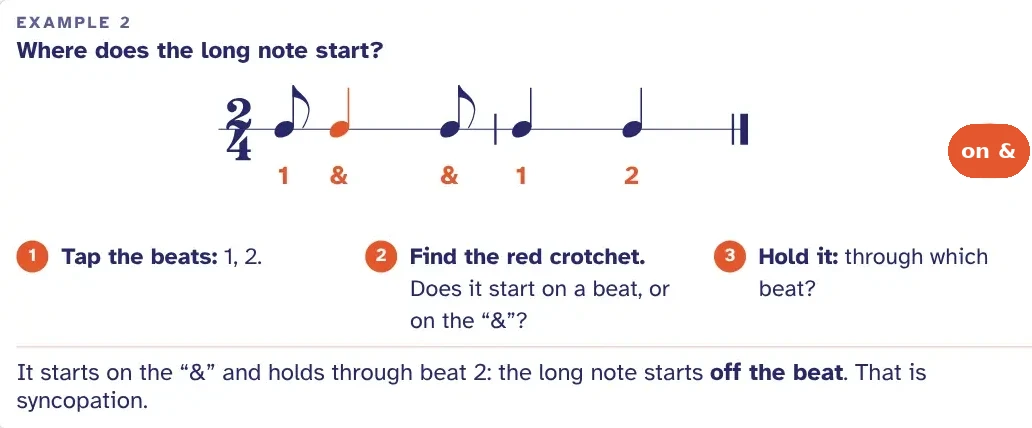 EXAMPLE 2
Where does the long note start?
2
4
1 & & 1 2
on &
1 Tap the beats: 1, 2.
2 Find the red crotchet.
Does it start on a beat, or
on the “&”?
3 Hold it: through which
beat?
It starts on the “&” and holds through beat 2: the long note starts off the beat. That is
syncopation.